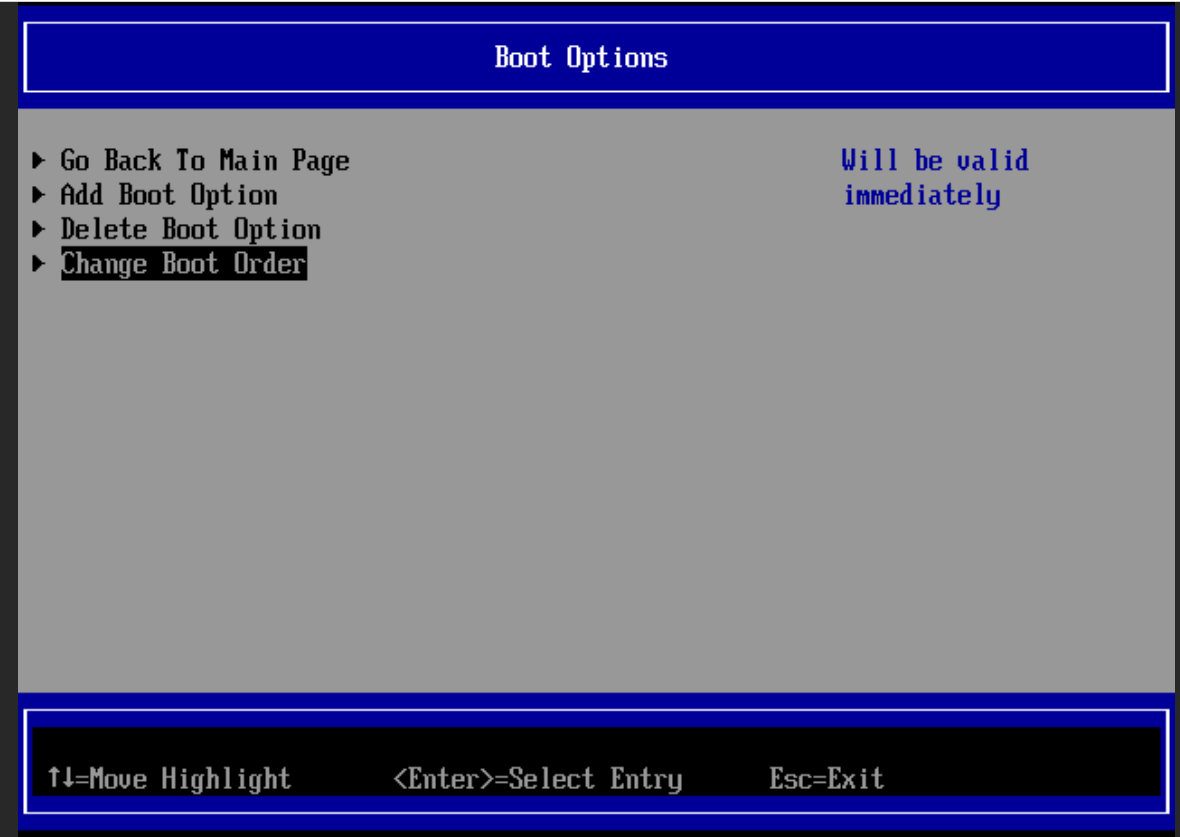 Boot Options
▶ Go Back To Main Page
▶ Add Boot Option
▶ Delete Boot Option
▶ Change Boot Order
Will be valid
immediately
↑↓=Move Highlight <Enter>=Select Entry Esc=Exit